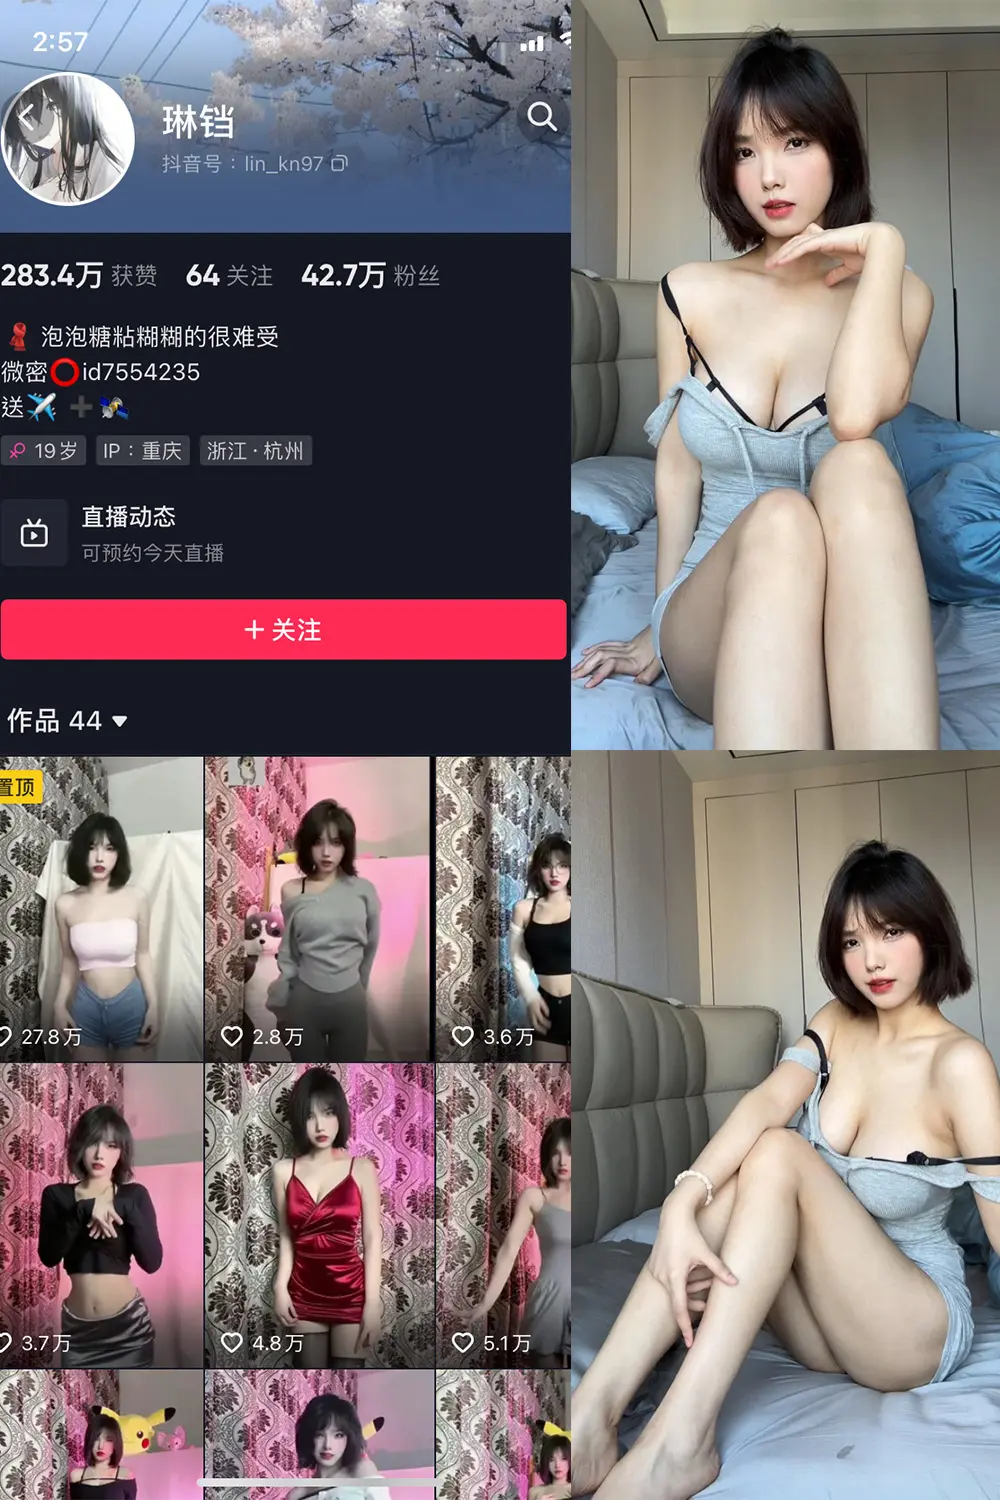 2:57
琳铛
抖音号：lin_kn97
283.4万 获赞 64 关注 42.7万 粉丝
泡泡糖粘糊糊的很难受
微密⭕id7554235
送✈️➕🛰️
19岁 IP：重庆 浙江·杭州
直播动态
可预约今天直播
+ 关注
作品 44
置顶
27.8万 2.8万 3.6万
3.7万 4.8万 5.1万